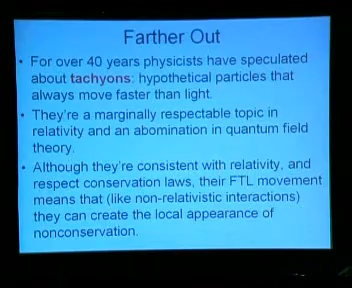 Farther Out
• For over 40 years physicists have speculated
about tachyons: hypothetical particles that
always move faster than light.
• They're a marginally respectable topic in
relativity and an abomination in quantum field
theory.
• Although they're consistent with relativity, and
respect conservation laws, their FTL movement
means that (like non-relativistic interactions)
they can create the local appearance of
nonconservation.